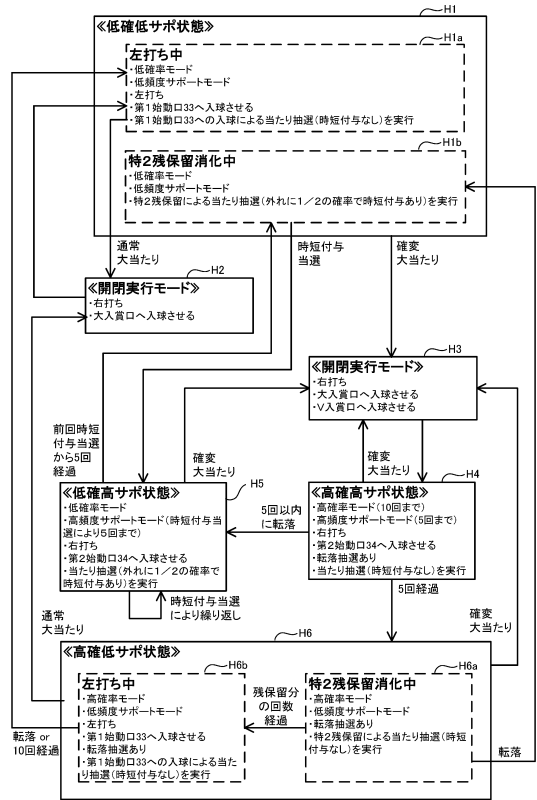 H1
≪低確低サポ状態≫
H1a
左打ち中
・低確率モード
・低頻度サポートモード
・左打ち
・第1始動口33へ入球させる
・第1始動口33への入球による当たり抽選(時短付与なし)を実行
H1b
特2残保留消化中
・低確率モード
・低頻度サポートモード
・特2残保留による当たり抽選(外れに1/2の確率で時短付与あり)を実行
通常
大当たり
時短付与
当選
確変
大当たり
H2
≪開閉実行モード≫
・右打ち
・大入賞口へ入球させる
H3
≪開閉実行モード≫
・右打ち
・大入賞口へ入球させる
・V入賞口へ入球させる
前回時短
付与当選
から5回
経過
確変
大当たり
確変
大当たり
H5
≪低確高サポ状態≫
・低確率モード
・高頻度サポートモード(時短付与当
選により5回まで)
・右打ち
・第2始動口34へ入球させる
・当たり抽選(外れに1/2の確率で
時短付与あり)を実行
5回以内
に転落
H4
≪高確高サポ状態≫
・高確率モード(10回まで)
・高頻度サポートモード(5回まで)
・右打ち
・第2始動口34へ入球させる
・転落抽選あり
・当たり抽選(時短付与なし)を実行
時短付与当選
により繰り返し
5回経過
通常
大当たり
確変
大当たり
H6
≪高確低サポ状態≫
H6b
左打ち中
・高確率モード
・低頻度サポートモード
・左打ち
・第1始動口33へ入球させる
・転落抽選あり
・第1始動口33への入球による当た
り抽選(時短付与なし)を実行
残保留分
の回数
経過
H6a
特2残保留消化中
・高確率モード
・低頻度サポートモード
・転落抽選あり
・特2残保留による当たり抽選(時短
付与なし)を実行
転落 or
10回経過
転落